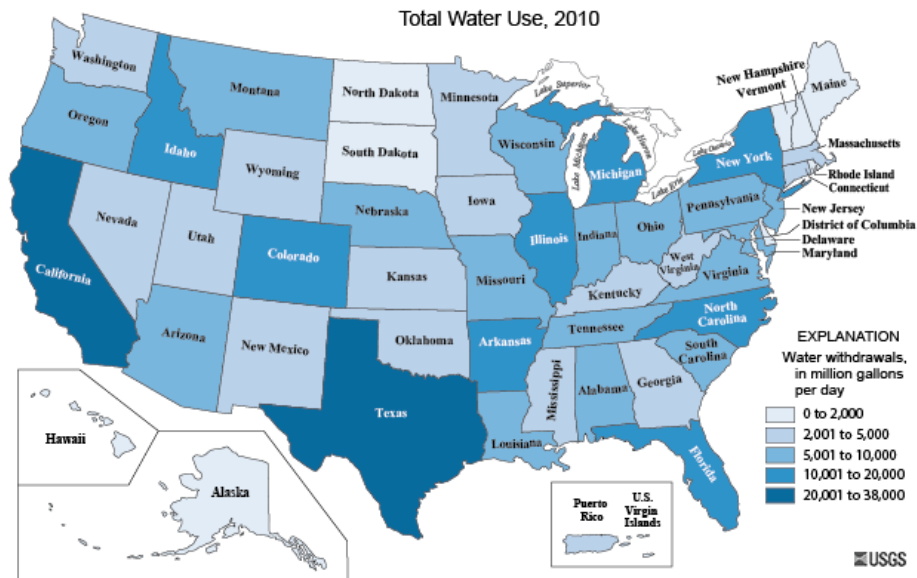 Total Water Use, 2010
Washington
Oregon
Idaho
Montana
North Dakota
South Dakota
Minnesota
Wyoming
Nebraska
Wisconsin
Iowa
Michigan
Lake Superior
Lake Michigan
Lake Huron
Lake Erie
Lake Ontario
New Hampshire
Vermont
Maine
New York
Massachusetts
Rhode Island
Connecticut
Pennsylvania
New Jersey
District of Columbia
Delaware
Maryland
California
Nevada
Utah
Colorado
Kansas
Missouri
Illinois
Indiana
Ohio
West
Virginia
Virginia
Kentucky
Tennessee
North
Carolina
South
Carolina
Arizona
New Mexico
Oklahoma
Arkansas
Texas
Louisiana
Mississippi
Alabama
Georgia
Florida
Hawaii
Alaska
Puerto
Rico
U.S.
Virgin
Islands
EXPLANATION
Water withdrawals,
in million gallons
per day
0 to 2,000
2,001 to 5,000
5,001 to 10,000
10,001 to 20,000
20,001 to 38,000
USGS